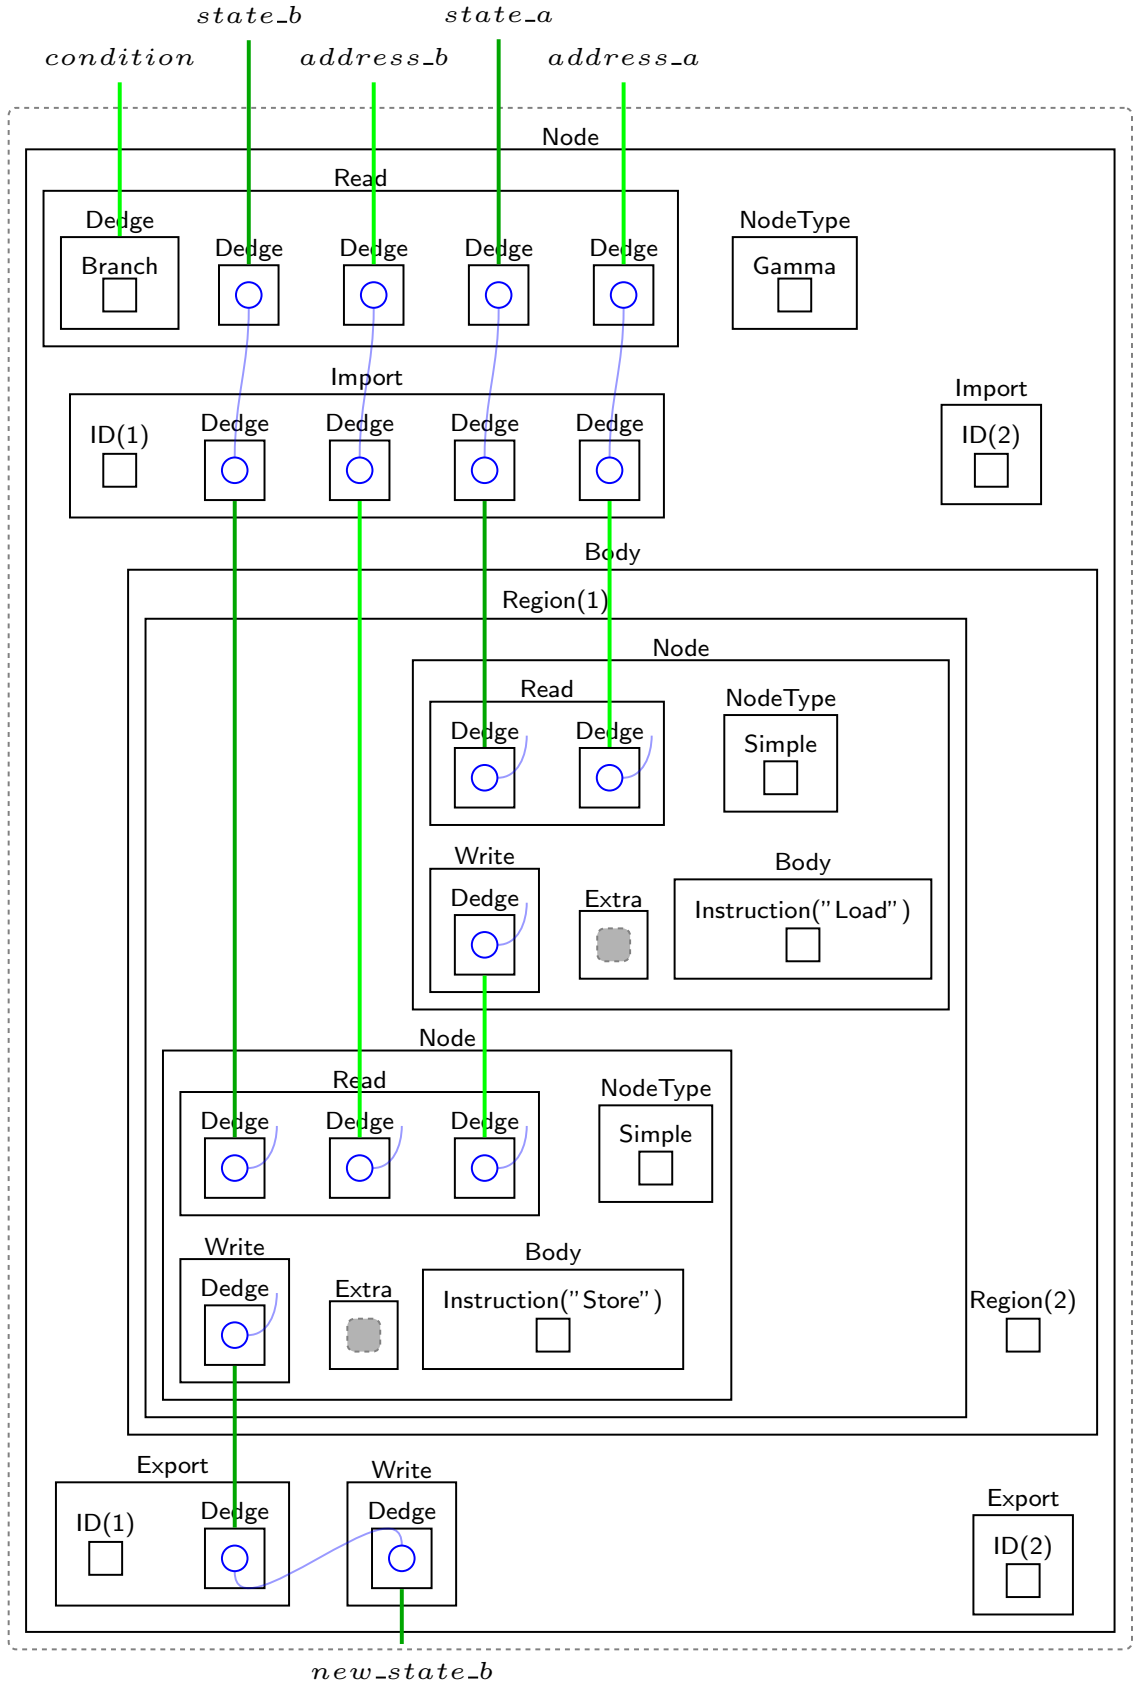 state_b state_a
condition address_b address_a
Node
Read
Dedge NodeType
Dedge Dedge Dedge Dedge
Branch Gamma
Import
Import
Dedge Dedge Dedge Dedge
ID(1) ID(2)
Body
Region(1)
Node
Read
NodeType
Dedge Dedge
Simple
Write
Body
Dedge Extra
Instruction("Load")
Node
Read
NodeType
Dedge Dedge Dedge
Simple
Write
Body
Dedge Extra
Instruction("Store") Region(2)
Export
Write
Export
Dedge Dedge
ID(1)
ID(2)
new_state_b